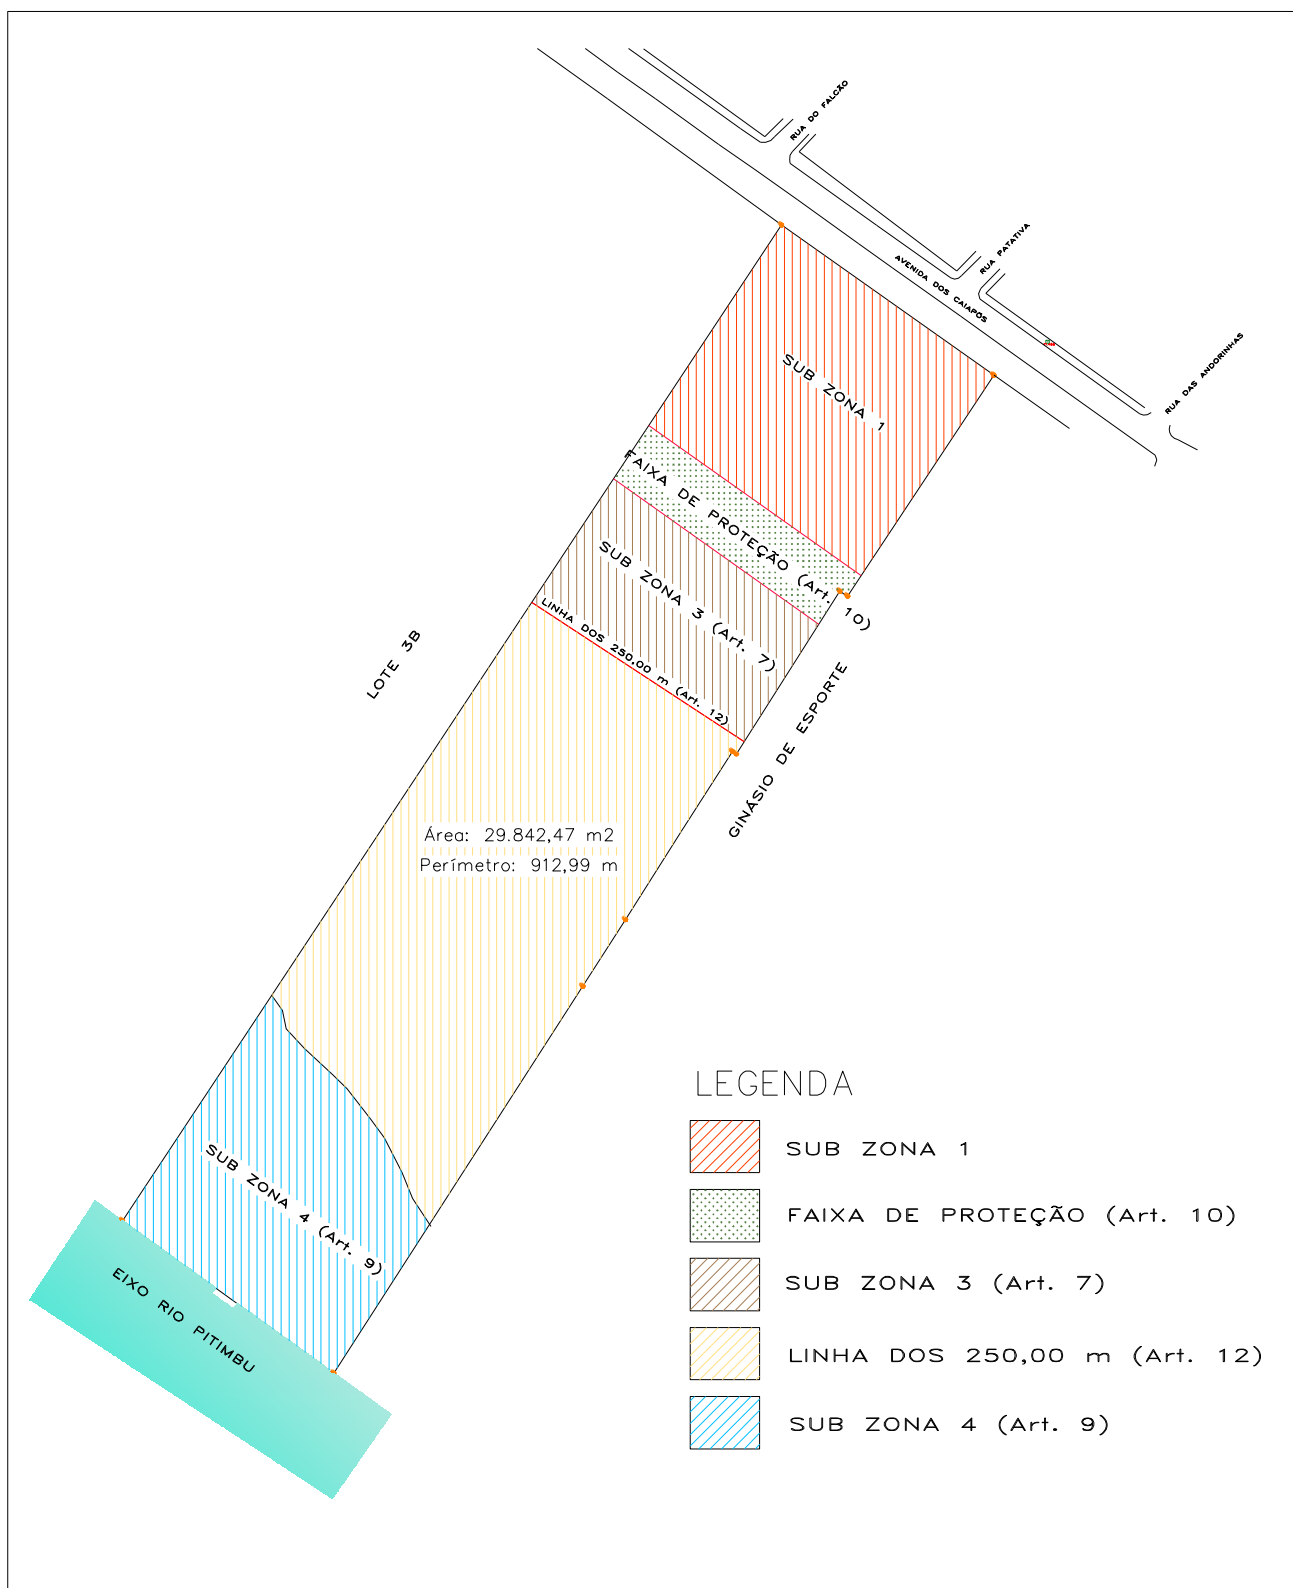 RUA DO FALCÃO
RUA PATATIVA
AVENIDA DOS CAIAPÓS
RUA DAS ANDORINHAS
SUB ZONA 1
FAIXA DE PROTEÇÃO (Art. 10)
SUB ZONA 3 (Art. 7)
LINHA DOS 250,00 m (Art. 12)
LOTE 3B
GINÁSIO DE ESPORTE
Área: 29.842,47 m2
Perímetro: 912,99 m
SUB ZONA 4 (Art. 9)
EIXO RIO PITIMBU
LEGENDA
SUB ZONA 1
FAIXA DE PROTEÇÃO (Art. 10)
SUB ZONA 3 (Art. 7)
LINHA DOS 250,00 m (Art. 12)
SUB ZONA 4 (Art. 9)